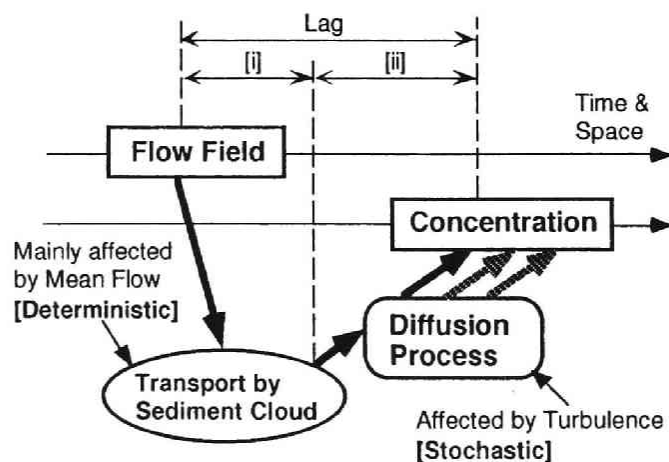 Lag
[i]
[ii]
Time &
Space
Flow Field
Concentration
Mainly affected
by Mean Flow
[Deterministic]
Diffusion
Process
Transport by
Sediment Cloud
Affected by Turbulence
[Stochastic]